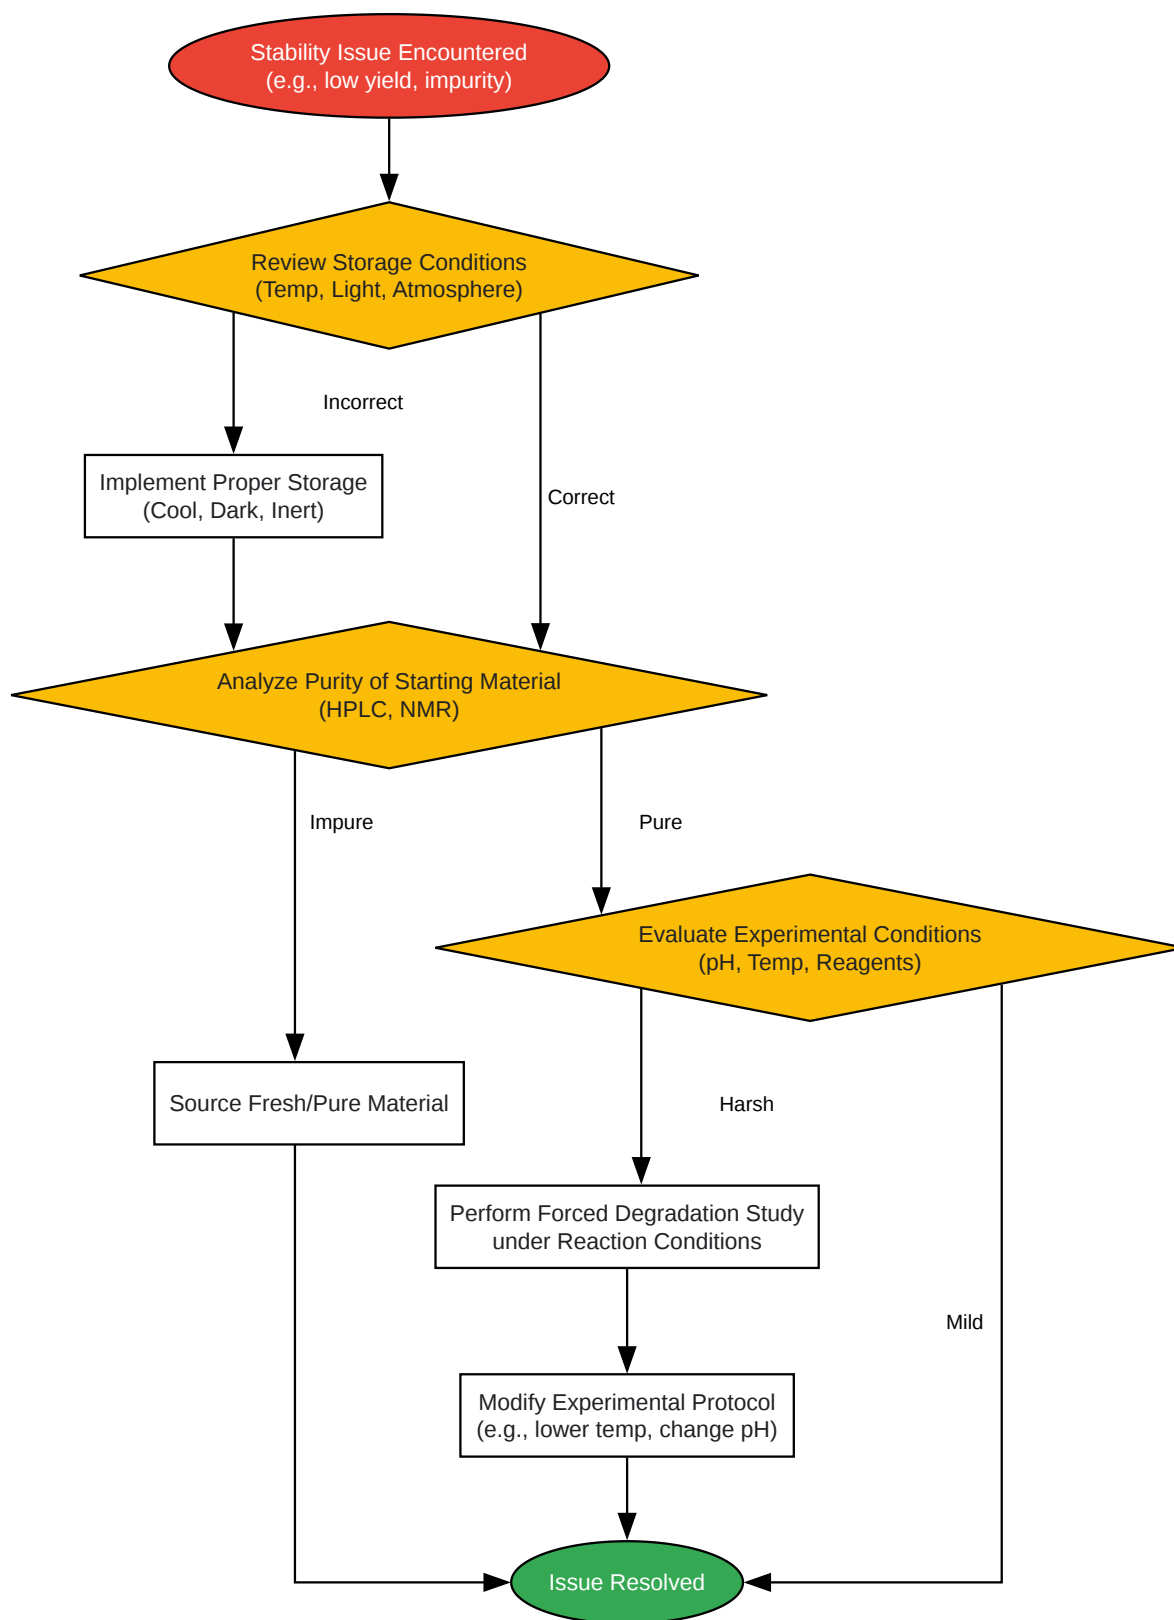 Stability Issue Encountered
(e.g., low yield, impurity)
Review Storage Conditions
(Temp, Light, Atmosphere)
Incorrect
Implement Proper Storage
(Cool, Dark, Inert)
Correct
Analyze Purity of Starting Material
(HPLC, NMR)
Impure
Pure
Evaluate Experimental Conditions
(pH, Temp, Reagents)
Source Fresh/Pure Material
Harsh
Perform Forced Degradation Study
under Reaction Conditions
Mild
Modify Experimental Protocol
(e.g., lower temp, change pH)
Issue Resolved